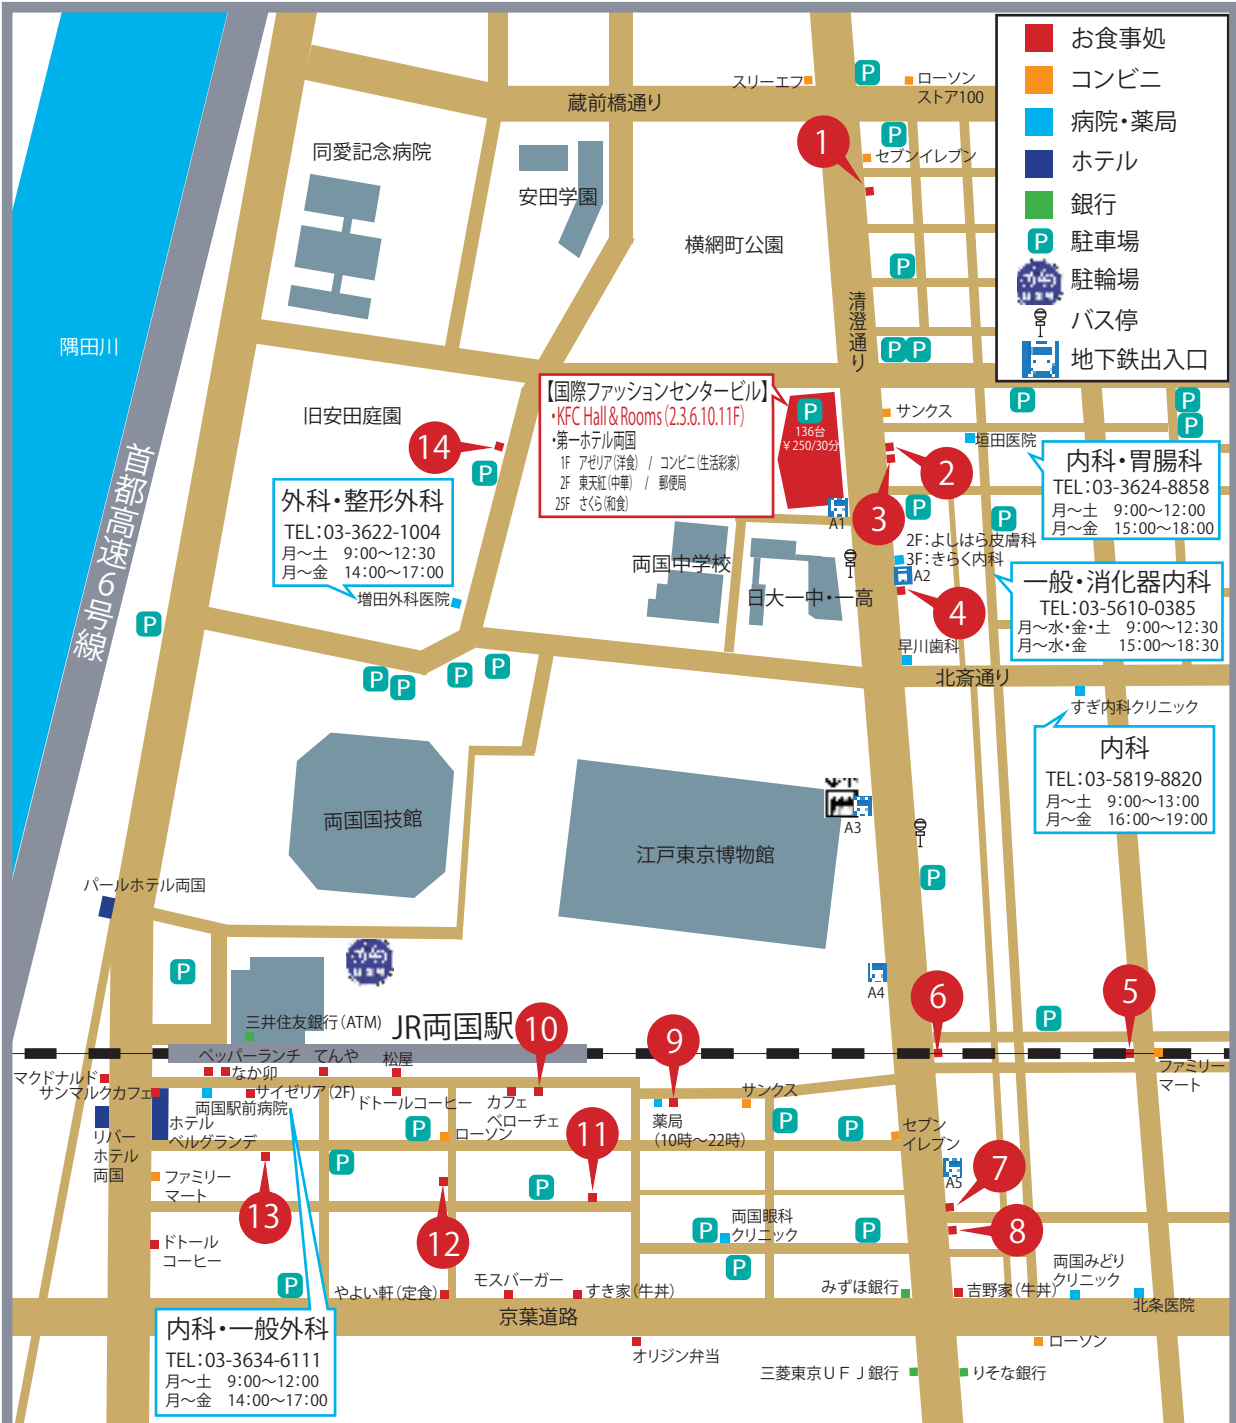 お食事処
コンビニ
病院・薬局
ホテル
銀行
P 駐車場
駐輪場
バス停
地下鉄出入口
スリーエフ
P
ローソン
ストア100
蔵前橋通り
P
1
セブンイレブン
同愛記念病院
安田学園
横網町公園
P
清澄通り
隅田川
P P
首都高速6号線
旧安田庭園
14
P
【国際ファッションセンタービル】
・KFC Hall & Rooms (2.3.6.10.11F)
・第一ホテル両国
1F アゼリア(洋食) / コンビニ(生活彩家)
2F 東天紅(中華) / 郵便局
25F さくら(和食)
P
136台
¥250/30分
A1
サンクス
P
P
P
垣田医院
内科・胃腸科
TEL:03-3624-8858
月〜土 9:00〜12:00
月〜金 15:00〜18:00
2
3
P
P
2F:よしはら皮膚科
3F:きらく内科
A2
4
一般・消化器内科
TEL:03-5610-0385
月〜水・金・土 9:00〜12:30
月〜水・金 15:00〜18:30
外科・整形外科
TEL:03-3622-1004
月〜土 9:00〜12:30
月〜金 14:00〜17:00
増田外科医院
両国中学校
日大一中・一高
早川歯科
北斎通り
P
P P
P
P
すぎ内科クリニック
内科
TEL:03-5819-8820
月〜土 9:00〜13:00
月〜金 16:00〜19:00
両国国技館
江戸東京博物館
A3
P
パールホテル両国
P
A4
6
5
P
三井住友銀行(ATM)
JR両国駅
10
9
マクドナルド
サンマルクカフェ
ペッパーランチ
なか卯
てんや
松屋
サイゼリア(2F)
両国駅前病院
ドトールコーヒー
カフェ
ベローチェ
サンクス
薬局
(10時〜22時)
ファミリー
マート
リバー
ホテル
両国
ホテル
ベルグランデ
P
ローソン
11
P
P
セブン
イレブン
A5
7
8
ファミリー
マート
P
13
12
P
ドトール
コーヒー
P
両国眼科
クリニック
P
P
P
やよい軒(定食)
モスバーガー
すき家(牛丼)
みずほ銀行
吉野家(牛丼)
両国みどり
クリニック
北条医院
京葉道路
内科・一般外科
TEL:03-3634-6111
月〜土 9:00〜12:00
月〜金 14:00〜17:00
オリジン弁当
ローソン
三菱東京UFJ銀行
りそな銀行